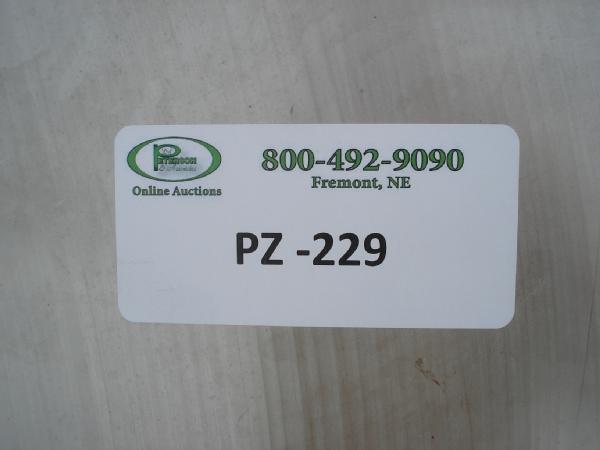 PETERSON
Online Auctions
800-492-9090
Fremont, NE
PZ -229